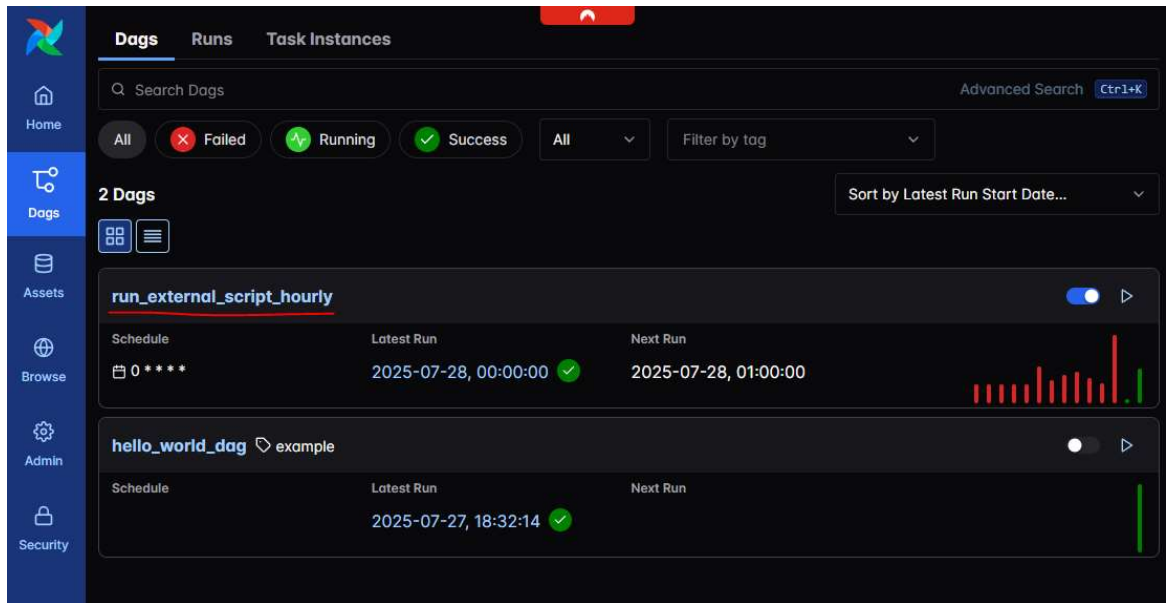 Dags Runs Task Instances
Search Dags Advanced Search Ctrl+K
All Failed Running Success All Filter by tag
2 Dags Sort by Latest Run Start Date...
Home
Dags
Assets
Browse
Admin
Security
run_external_script_hourly
Schedule Latest Run Next Run
0 * * * * 2025-07-28, 00:00:00 2025-07-28, 01:00:00
hello_world_dag example
Schedule Latest Run Next Run
2025-07-27, 18:32:14